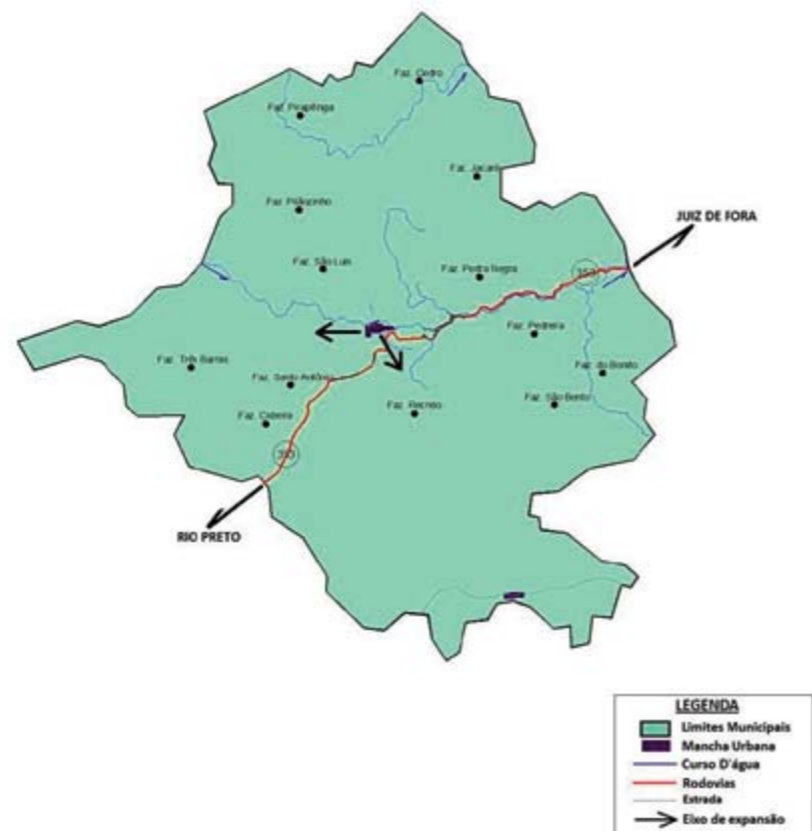 Faz. Cedro
Faz. Pirapitinga
Faz. Jacaré
JUIZ DE FORA
Faz. São Luis
Faz. Pedra Negra
353
Faz. Pedreira
Faz. Três Barras
Faz. do Bonito
Faz. Santo Antônio
Faz. São Bento
Faz. Recreio
Faz.
353
RIO PRETO
LEGENDA
Limites Municipais
Mancha Urbana
Curso D'água
Rodovias
Estrada
Eixo de expansão